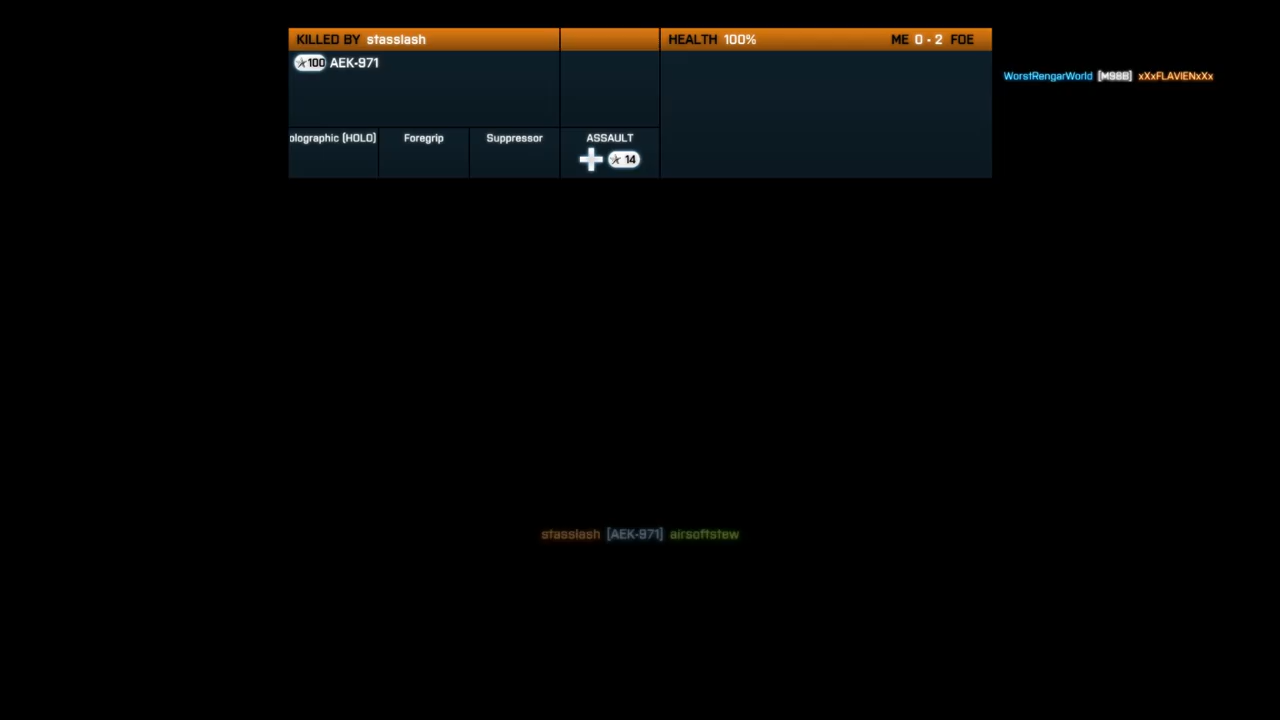 KILLED BY stasslash
HEALTH 100%
ME 0 - 2 FOE
100 AEK-971
WorstRengarWorld [M98B] xXxFLAVIENxXx
olographic [HOLO]
Foregrip
Suppressor
ASSAULT
14
stasslash [AEK-971] airsoftstew